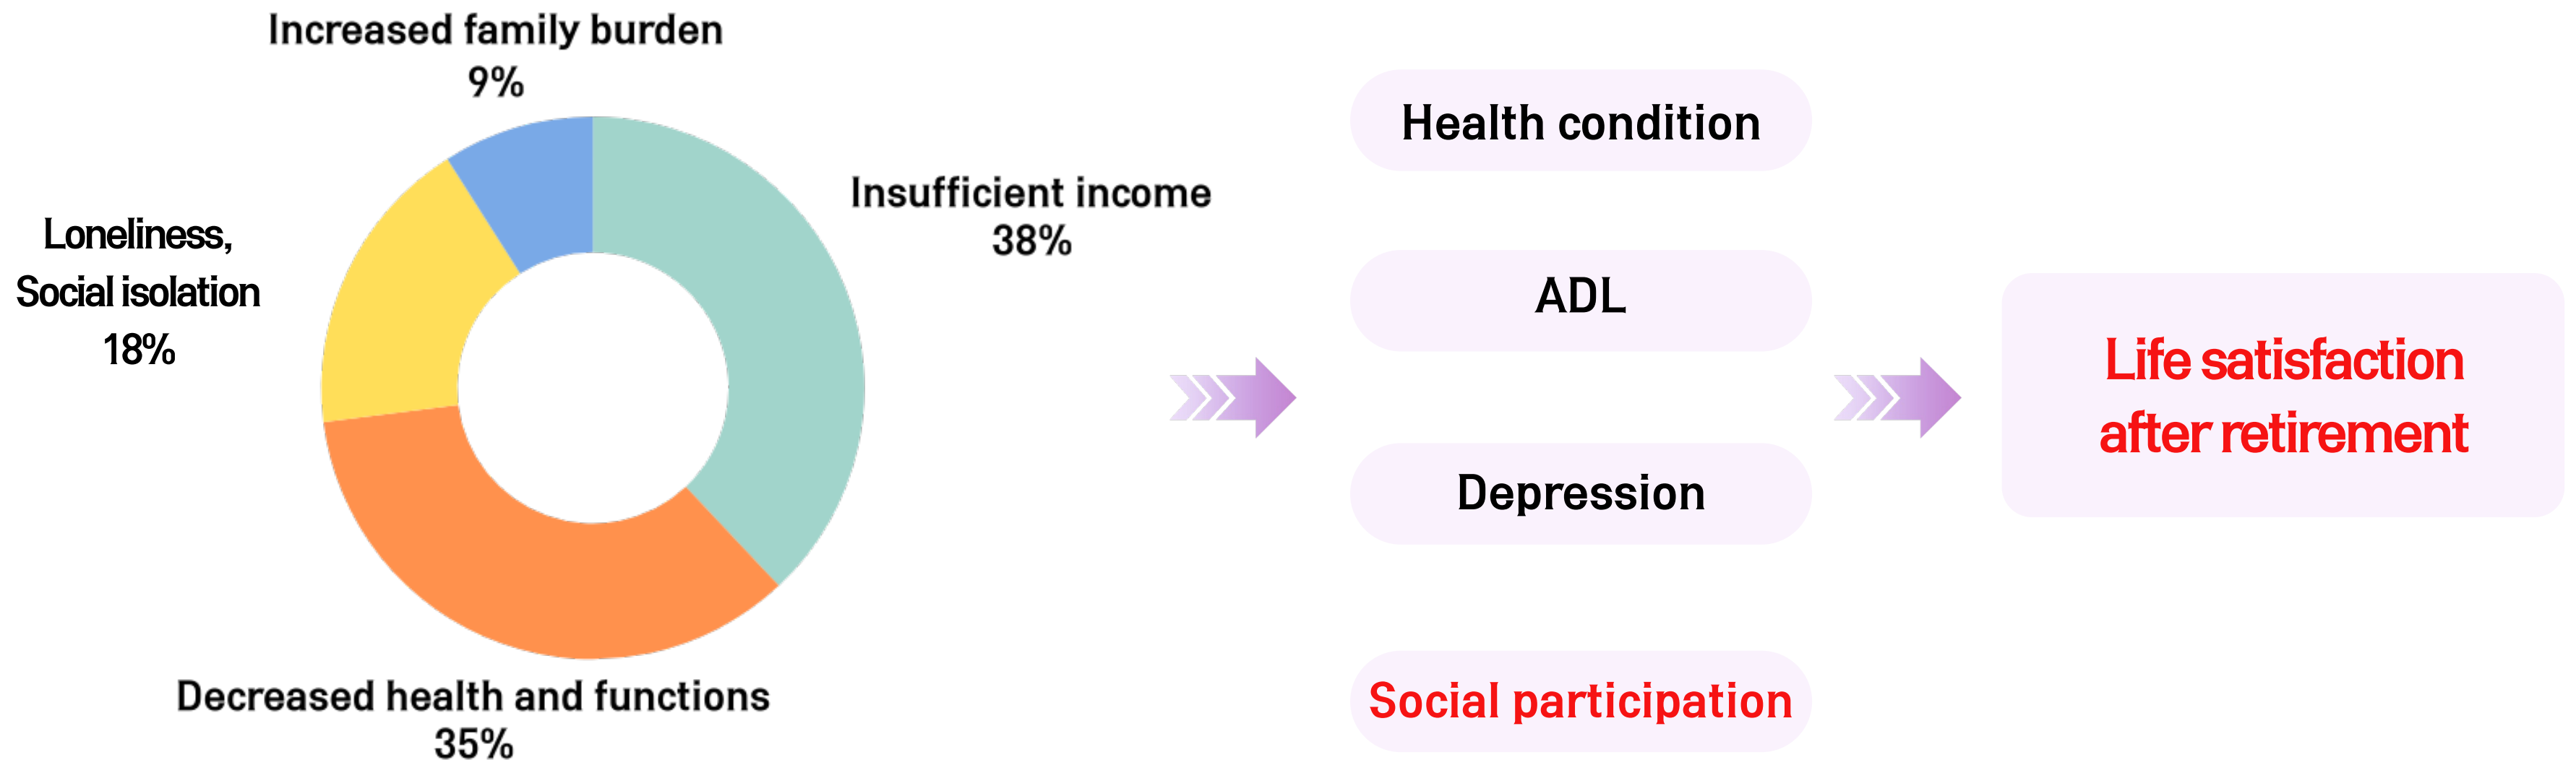 Increased family burden
9%
Insufficient income
38%
Loneliness,
Social isolation
18%
Decreased health and functions
35%
Health condition
ADL
Depression
Social participation
Life satisfaction
after retirement